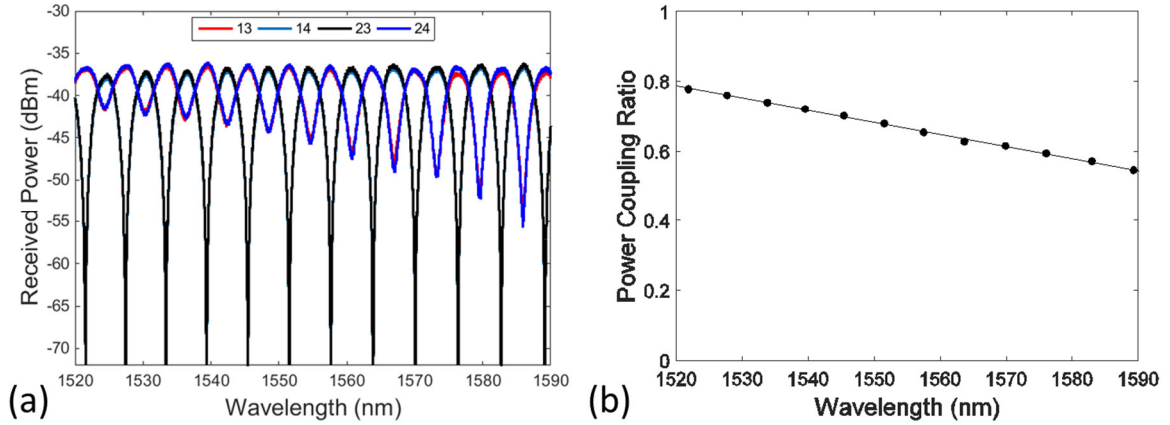 -30
13 14 23 24
-35
-40
-45
-50
-55
-60
-65
-70
Received Power (dBm)
1520 1530 1540 1550 1560 1570 1580 1590
Wavelength (nm)
(a)
1
0.8
0.6
0.4
0.2
0
Power Coupling Ratio
1520 1530 1540 1550 1560 1570 1580 1590
Wavelength (nm)
(b)